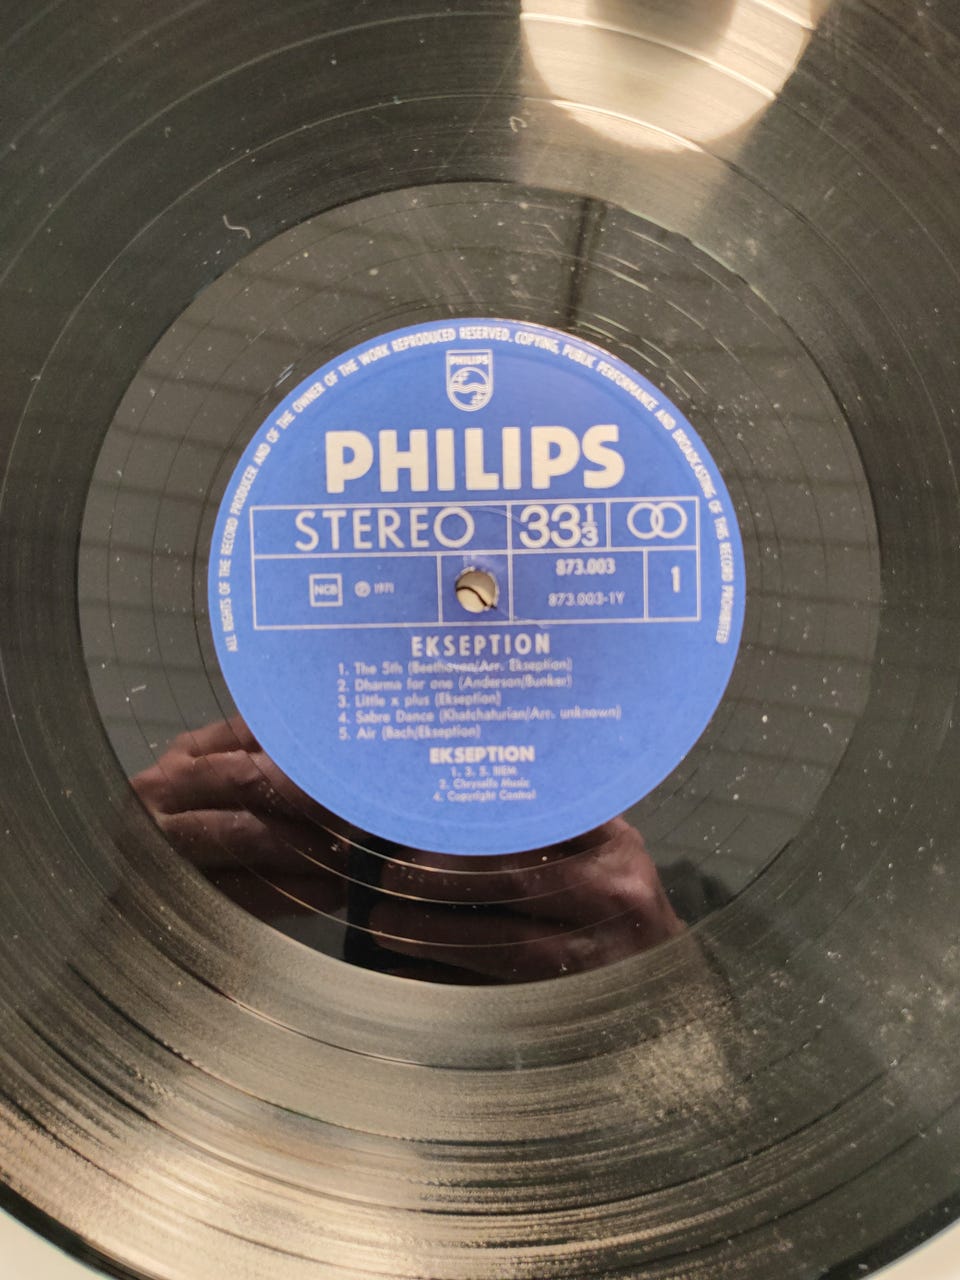 ALL RIGHTS OF THE RECORD PRODUCER AND OF THE OWNER OF THE WORK REPRODUCED RESERVED. COPYING, PUBLIC PERFORMANCE AND BROADCASTING OF THIS RECORD PROHIBITED
PHILIPS
PHILIPS
STEREO 33 1/3
NCB ℗ 1971 873.003 1
873.003-1Y
EKSEPTION
1. The 5th (Beethoven/Arr. Ekseption)
2. Dharma for one (Anderson/Bunker)
3. Little x plus (Ekseption)
4. Sabre Dance (Khatchaturian/Arr. unknown)
5. Air (Bach/Ekseption)
EKSEPTION
1. 3. 5.
2. Chrysalis Music
4. Copyright Control